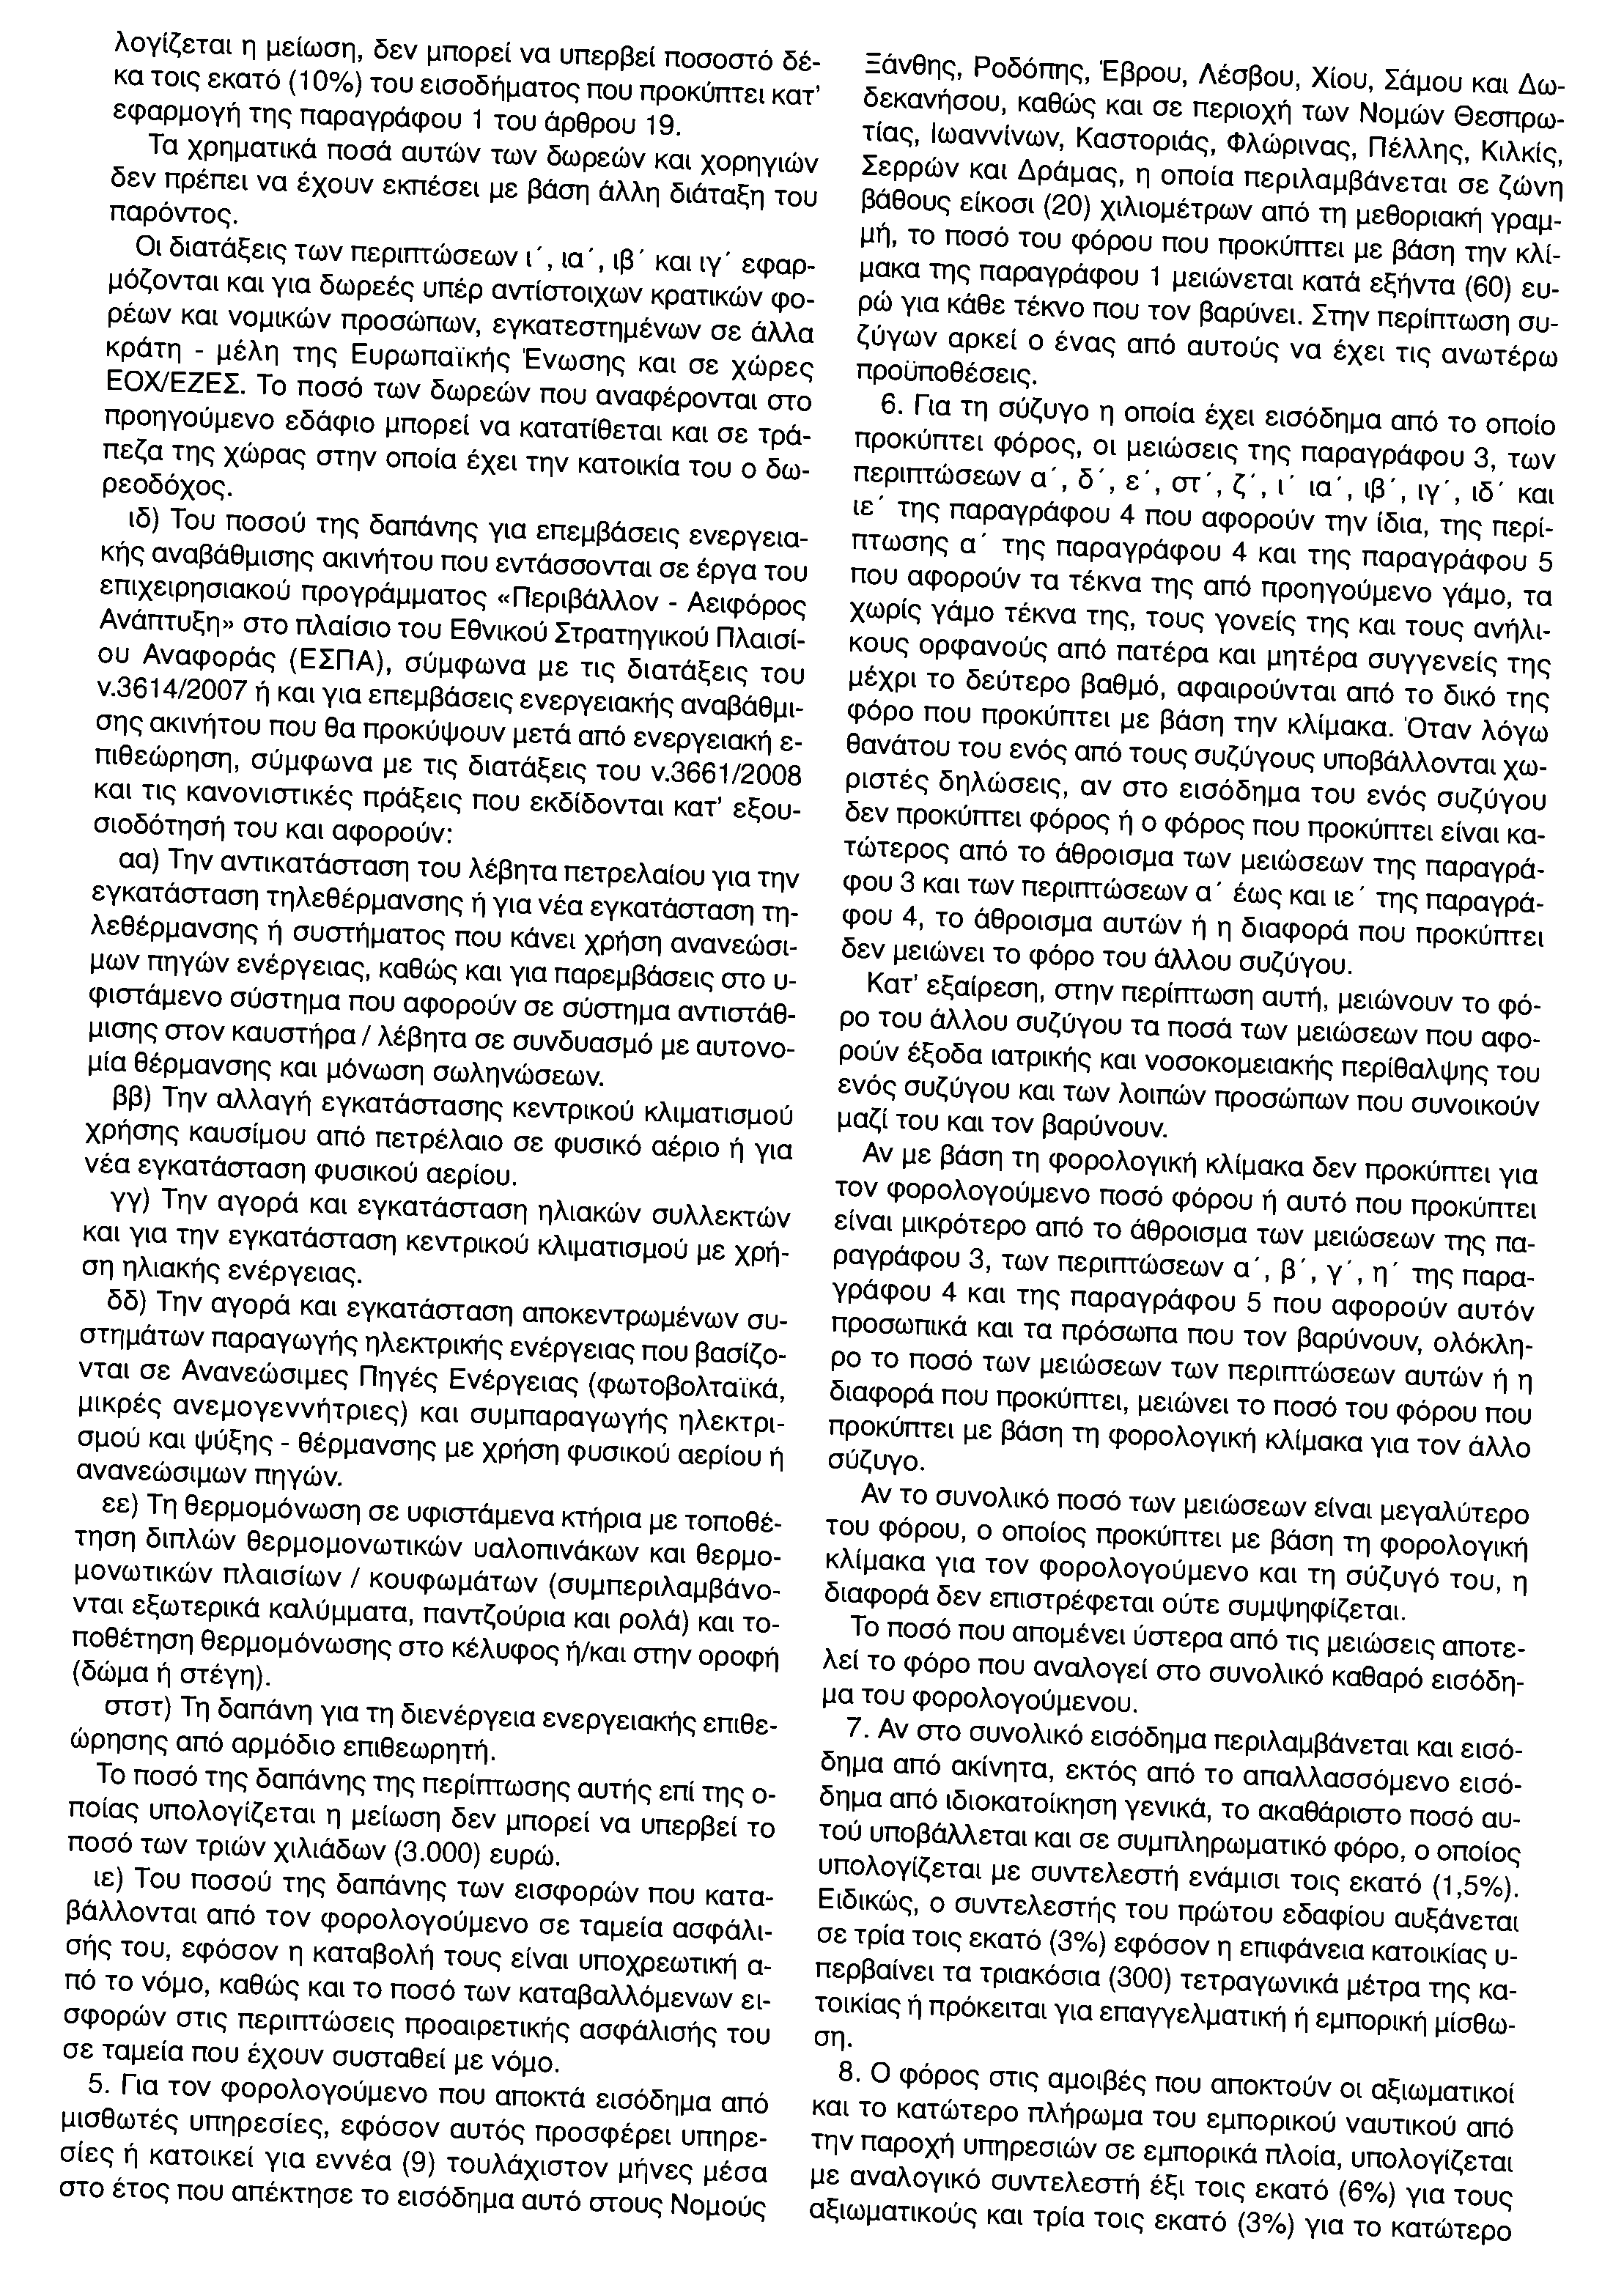 λογίζεται η μείωση, δεν μπορεί να υπερβεί ποσοστό δέ-
κα τοις εκατό (10%) του εισοδήματος που προκύπτει κατ’
εφαρμογή της παραγράφου 1 του άρθρου 19.
Τα χρηματικά ποσά αυτών των δωρεών και χορηγιών
δεν πρέπει να έχουν εκπέσει με βάση άλλη διάταξη του
παρόντος.
Οι διατάξεις των περιπτώσεων ι΄, ια΄, ιβ΄ και ιγ΄ εφαρ-
μόζονται και για δωρεές υπέρ αντίστοιχων κρατικών φο-
ρέων και νομικών προσώπων, εγκατεστημένων σε άλλα
κράτη - μέλη της Ευρωπαϊκής Ένωσης και σε χώρες
ΕΟΧ/ΕΖΕΣ. Το ποσό των δωρεών που αναφέρονται στο
προηγούμενο εδάφιο μπορεί να κατατίθεται και σε τρά-
πεζα της χώρας στην οποία έχει την κατοικία του ο δω-
ρεοδόχος.
ιδ) Του ποσού της δαπάνης για επεμβάσεις ενεργεια-
κής αναβάθμισης ακινήτου που εντάσσονται σε έργα του
επιχειρησιακού προγράμματος «Περιβάλλον - Αειφόρος
Ανάπτυξη» στο πλαίσιο του Εθνικού Στρατηγικού Πλαισί-
ου Αναφοράς (ΕΣΠΑ), σύμφωνα με τις διατάξεις του
ν.3614/2007 ή και για επεμβάσεις ενεργειακής αναβάθμι-
σης ακινήτου που θα προκύψουν μετά από ενεργειακή ε-
πιθεώρηση, σύμφωνα με τις διατάξεις του ν.3661/2008
και τις κανονιστικές πράξεις που εκδίδονται κατ’ εξου-
σιοδότησή του και αφορούν:
αα) Την αντικατάσταση του λέβητα πετρελαίου για την
εγκατάσταση τηλεθέρμανσης ή για νέα εγκατάσταση τη-
λεθέρμανσης ή συστήματος που κάνει χρήση ανανεώσι-
μων πηγών ενέργειας, καθώς και για παρεμβάσεις στο υ-
φιστάμενο σύστημα που αφορούν σε σύστημα αντιστάθ-
μισης στον καυστήρα / λέβητα σε συνδυασμό με αυτονο-
μία θέρμανσης και μόνωση σωληνώσεων.
ββ) Την αλλαγή εγκατάστασης κεντρικού κλιματισμού
χρήσης καυσίμου από πετρέλαιο σε φυσικό αέριο ή για
νέα εγκατάσταση φυσικού αερίου.
γγ) Την αγορά και εγκατάσταση ηλιακών συλλεκτών
και για την εγκατάσταση κεντρικού κλιματισμού με χρή-
ση ηλιακής ενέργειας.
δδ) Την αγορά και εγκατάσταση αποκεντρωμένων συ-
στημάτων παραγωγής ηλεκτρικής ενέργειας που βασίζο-
νται σε Ανανεώσιμες Πηγές Ενέργειας (φωτοβολταϊκά,
μικρές ανεμογεννήτριες) και συμπαραγωγής ηλεκτρι-
σμού και ψύξης - θέρμανσης με χρήση φυσικού αερίου ή
ανανεώσιμων πηγών.
εε) Τη θερμομόνωση σε υφιστάμενα κτήρια με τοποθέ-
τηση διπλών θερμομονωτικών υαλοπινάκων και θερμο-
μονωτικών πλαισίων / κουφωμάτων (συμπεριλαμβάνο-
νται εξωτερικά καλύμματα, παντζούρια και ρολά) και το-
ποθέτηση θερμομόνωσης στο κέλυφος ή/και στην οροφή
(δώμα ή στέγη).
στστ) Τη δαπάνη για τη διενέργεια ενεργειακής επιθε-
ώρησης από αρμόδιο επιθεωρητή.
Το ποσό της δαπάνης της περίπτωσης αυτής επί της ο-
ποίας υπολογίζεται η μείωση δεν μπορεί να υπερβεί το
ποσό των τριών χιλιάδων (3.000) ευρώ.
ιε) Του ποσού της δαπάνης των εισφορών που κατα-
βάλλονται από τον φορολογούμενο σε ταμεία ασφάλι-
σής του, εφόσον η καταβολή τους είναι υποχρεωτική α-
πό το νόμο, καθώς και το ποσό των καταβαλλόμενων ει-
σφορών στις περιπτώσεις προαιρετικής ασφάλισής του
σε ταμεία που έχουν συσταθεί με νόμο.
5. Για τον φορολογούμενο που αποκτά εισόδημα από
μισθωτές υπηρεσίες, εφόσον αυτός προσφέρει υπηρε-
σίες ή κατοικεί για εννέα (9) τουλάχιστον μήνες μέσα
στο έτος που απέκτησε το εισόδημα αυτό στους Νομούς
Ξάνθης, Ροδόπης, Έβρου, Λέσβου, Χίου, Σάμου και Δω-
δεκανήσου, καθώς και σε περιοχή των Νομών Θεσπρω-
τίας, Ιωαννίνων, Καστοριάς, Φλώρινας, Πέλλης, Κιλκίς,
Σερρών και Δράμας, η οποία περιλαμβάνεται σε ζώνη
βάθους είκοσι (20) χιλιομέτρων από τη μεθοριακή γραμ-
μή, το ποσό του φόρου που προκύπτει με βάση την κλί-
μακα της παραγράφου 1 μειώνεται κατά εξήντα (60) ευ-
ρώ για κάθε τέκνο που τον βαρύνει. Στην περίπτωση συ-
ζύγων αρκεί ο ένας από αυτούς να έχει τις ανωτέρω
προϋποθέσεις.
6. Για τη σύζυγο η οποία έχει εισόδημα από το οποίο
προκύπτει φόρος, οι μειώσεις της παραγράφου 3, των
περιπτώσεων α΄, δ΄, ε΄, στ΄, ζ΄, ι΄ ια΄, ιβ΄, ιγ΄, ιδ΄ και
ιε΄ της παραγράφου 4 που αφορούν την ίδια, της περί-
πτωσης α΄ της παραγράφου 4 και της παραγράφου 5
που αφορούν τα τέκνα της από προηγούμενο γάμο, τα
χωρίς γάμο τέκνα της, τους γονείς της και τους ανήλι-
κους ορφανούς από πατέρα και μητέρα συγγενείς της
μέχρι το δεύτερο βαθμό, αφαιρούνται από το δικό της
φόρο που προκύπτει με βάση την κλίμακα. Όταν λόγω
θανάτου του ενός από τους συζύγους υποβάλλονται χω-
ριστές δηλώσεις, αν στο εισόδημα του ενός συζύγου
δεν προκύπτει φόρος ή ο φόρος που προκύπτει είναι κα-
τώτερος από το άθροισμα των μειώσεων της παραγρά-
φου 3 και των περιπτώσεων α΄ έως και ιε΄ της παραγρά-
φου 4, το άθροισμα αυτών ή η διαφορά που προκύπτει
δεν μειώνει το φόρο του άλλου συζύγου.
Κατ’ εξαίρεση, στην περίπτωση αυτή, μειώνουν το φό-
ρο του άλλου συζύγου τα ποσά των μειώσεων που αφο-
ρούν έξοδα ιατρικής και νοσοκομειακής περίθαλψης του
ενός συζύγου και των λοιπών προσώπων που συνοικούν
μαζί του και τον βαρύνουν.
Αν με βάση τη φορολογική κλίμακα δεν προκύπτει για
τον φορολογούμενο ποσό φόρου ή αυτό που προκύπτει
είναι μικρότερο από το άθροισμα των μειώσεων της πα-
ραγράφου 3, των περιπτώσεων α΄, β΄, γ΄, η΄ της παρα-
γράφου 4 και της παραγράφου 5 που αφορούν αυτόν
προσωπικά και τα πρόσωπα που τον βαρύνουν, ολόκλη-
ρο το ποσό των μειώσεων των περιπτώσεων αυτών ή η
διαφορά που προκύπτει, μειώνει το ποσό του φόρου που
προκύπτει με βάση τη φορολογική κλίμακα για τον άλλο
σύζυγο.
Αν το συνολικό ποσό των μειώσεων είναι μεγαλύτερο
του φόρου, ο οποίος προκύπτει με βάση τη φορολογική
κλίμακα για τον φορολογούμενο και τη σύζυγό του, η
διαφορά δεν επιστρέφεται ούτε συμψηφίζεται.
Το ποσό που απομένει ύστερα από τις μειώσεις αποτε-
λεί το φόρο που αναλογεί στο συνολικό καθαρό εισόδη-
μα του φορολογούμενου.
7. Αν στο συνολικό εισόδημα περιλαμβάνεται και εισό-
δημα από ακίνητα, εκτός από το απαλλασσόμενο εισό-
δημα από ιδιοκατοίκηση γενικά, το ακαθάριστο ποσό αυ-
τού υποβάλλεται και σε συμπληρωματικό φόρο, ο οποίος
υπολογίζεται με συντελεστή ενάμισι τοις εκατό (1,5%).
Ειδικώς, ο συντελεστής του πρώτου εδαφίου αυξάνεται
σε τρία τοις εκατό (3%) εφόσον η επιφάνεια κατοικίας υ-
περβαίνει τα τριακόσια (300) τετραγωνικά μέτρα της κα-
τοικίας ή πρόκειται για επαγγελματική ή εμπορική μίσθω-
ση.
8. Ο φόρος στις αμοιβές που αποκτούν οι αξιωματικοί
και το κατώτερο πλήρωμα του εμπορικού ναυτικού από
την παροχή υπηρεσιών σε εμπορικά πλοία, υπολογίζεται
με αναλογικό συντελεστή έξι τοις εκατό (6%) για τους
αξιωματικούς και τρία τοις εκατό (3%) για το κατώτερο